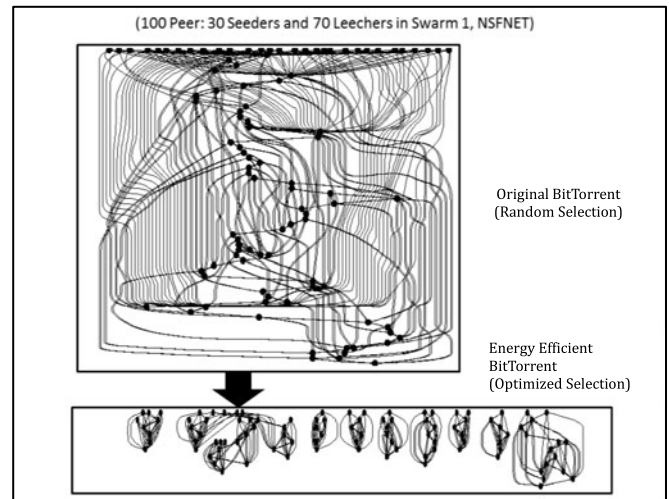 (100 Peer: 30 Seeders and 70 Leechers in Swarm 1, NSFNET)
Original BitTorrent
(Random Selection)
Energy Efficient
BitTorrent
(Optimized Selection)